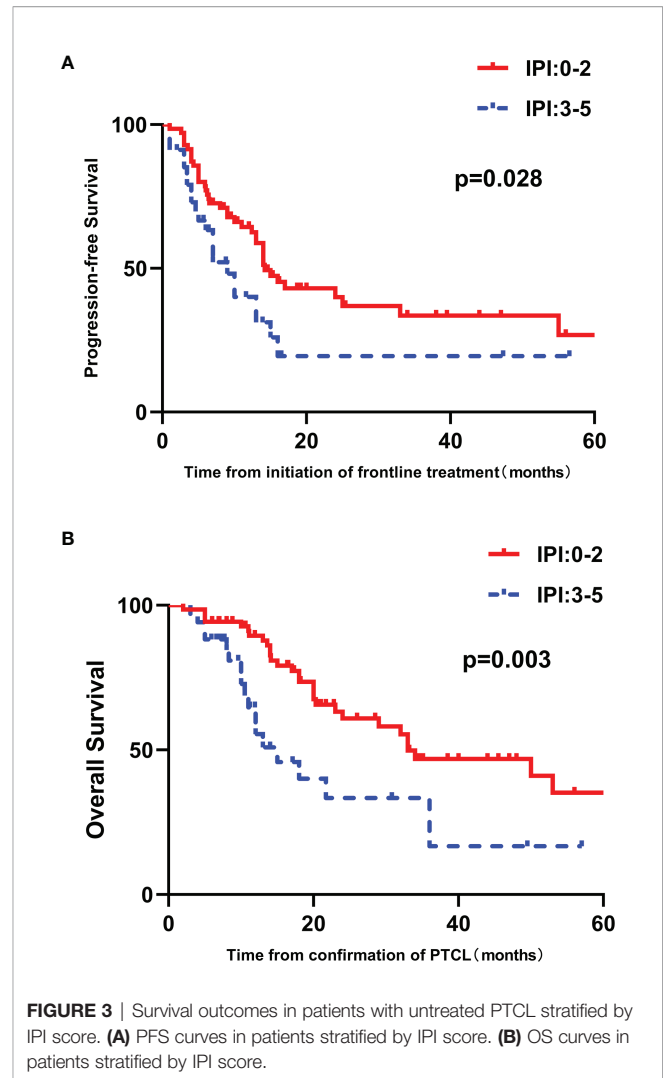 A
IPI:0-2
IPI:3-5
p=0.028
Progression-free Survival
100
50
0
0 20 40 60
Time from initiation of frontline treatment(months)
B
IPI:0-2
IPI:3-5
p=0.003
Overall Survival
100
50
0
0 20 40 60
Time from confirmation of PTCL(months)
FIGURE 3 | Survival outcomes in patients with untreated PTCL stratified by
IPI score. (A) PFS curves in patients stratified by IPI score. (B) OS curves in
patients stratified by IPI score.